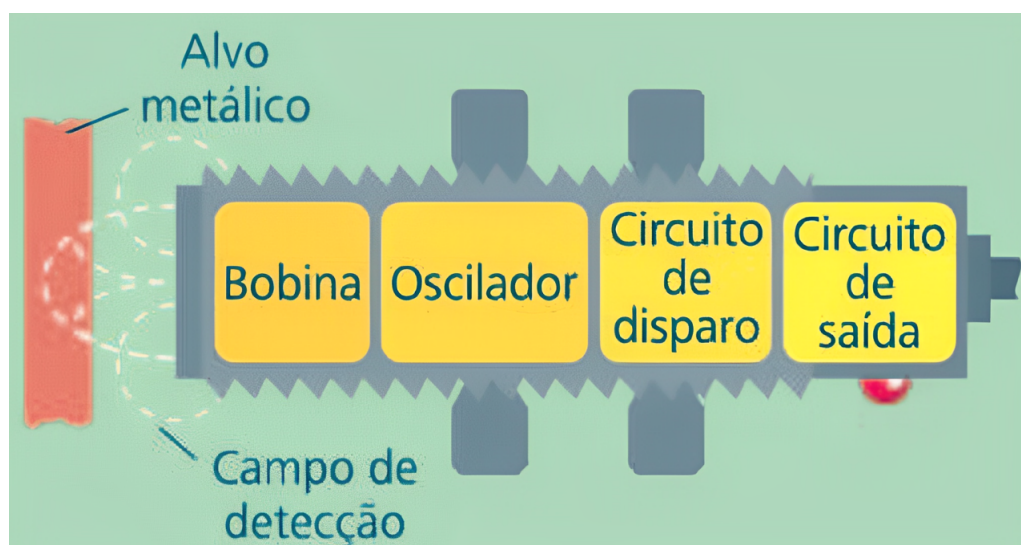 Alvo
metálico
Bobina
Oscilador
Circuito
de
disparo
Circuito
de
saída
Campo de
detecção